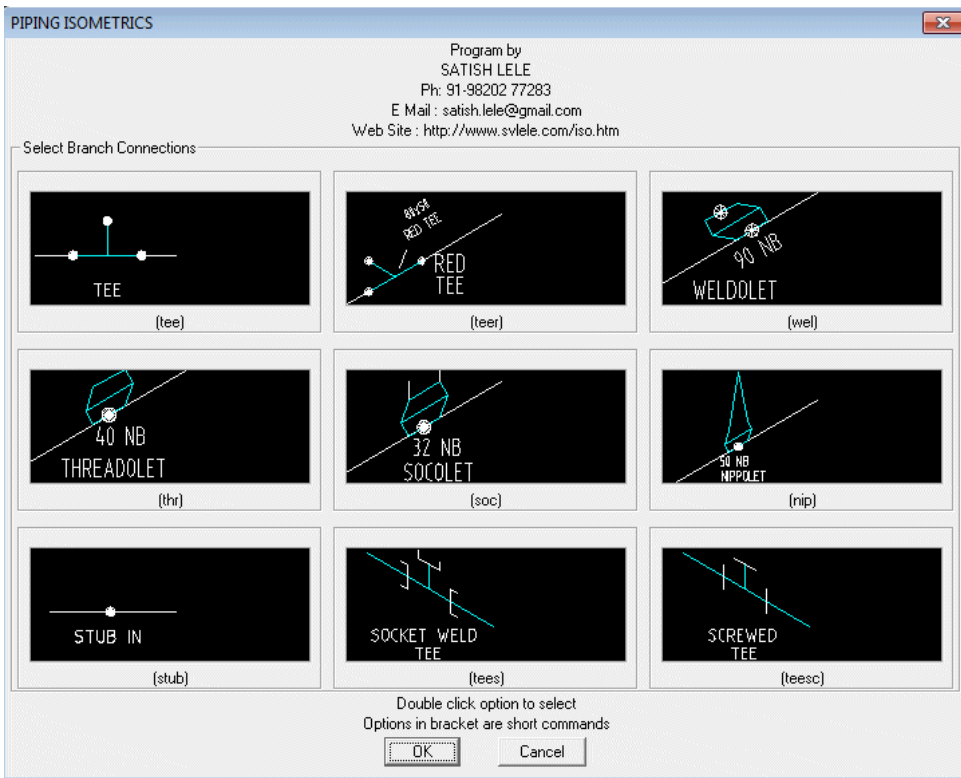 PIPING ISOMETRICS
Program by
SATISH LELE
Ph: 91-98202 77283
E Mail : satish.lele@gmail.com
Web Site : http://www.svlele.com/iso.htm
Select Branch Connections
TEE
(tee)
RED TEE
RED
TEE
(teer)
90 NB
WELDOLET
(wel)
40 NB
THREADOLET
(thr)
32 NB
SOCOLET
(soc)
50 NB
NIPPOLET
(nip)
STUB IN
(stub)
SOCKET WELD
TEE
(tees)
SCREWED
TEE
(teesc)
Double click option to select
Options in bracket are short commands
OK
Cancel